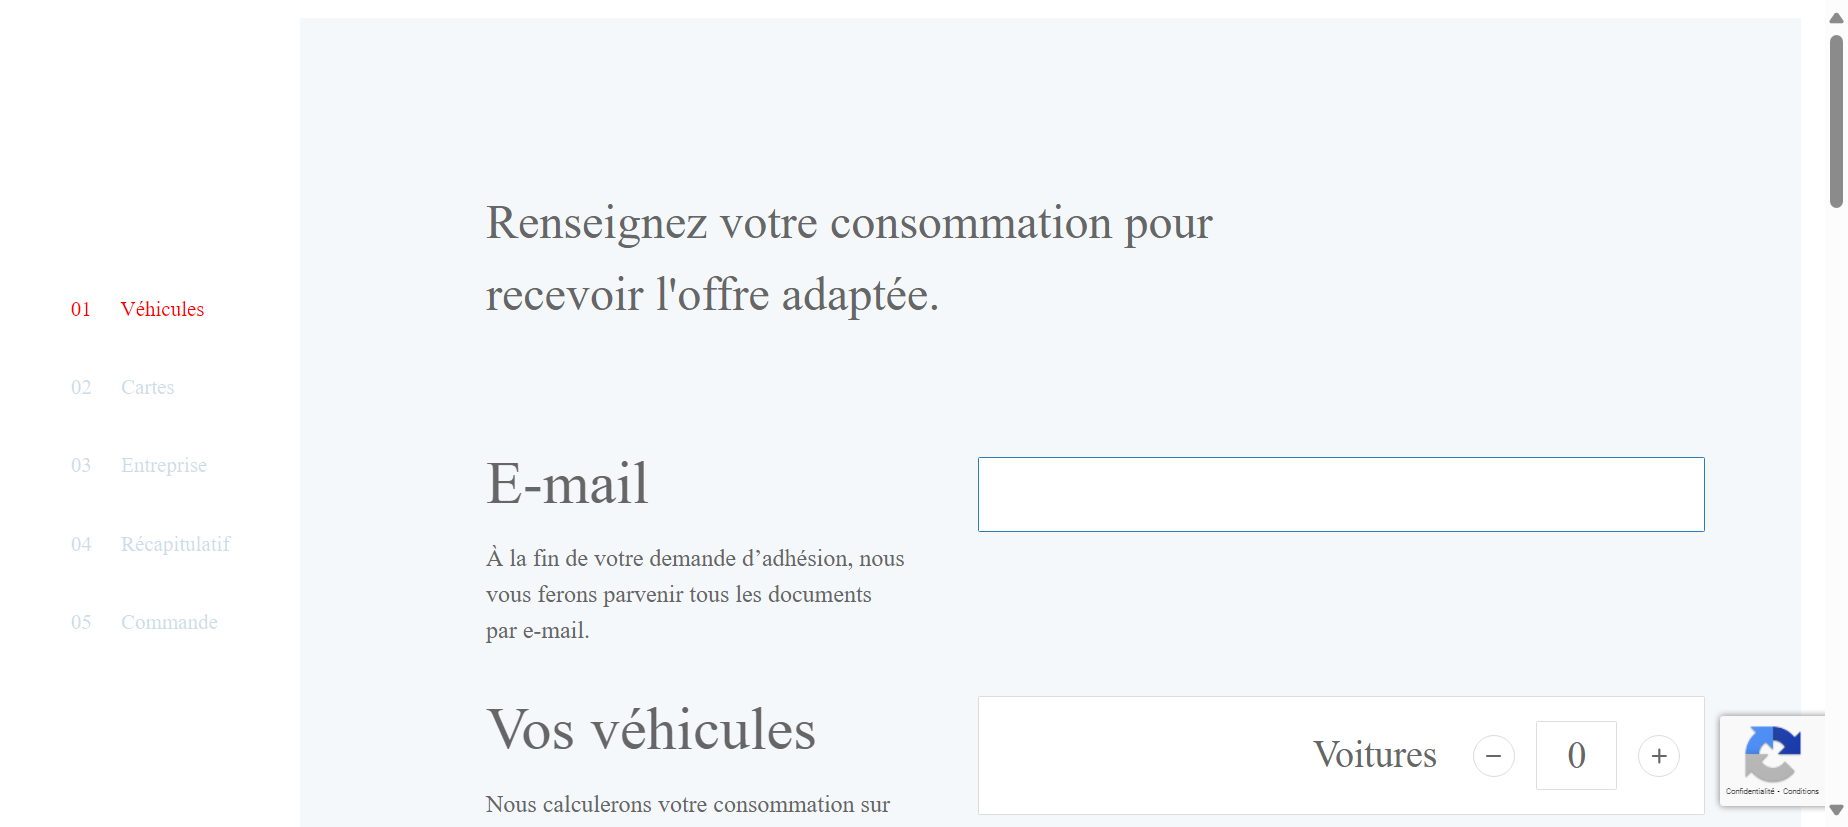 Renseignez votre consommation pour
recevoir l'offre adaptée.
01 Véhicules
02 Cartes
03 Entreprise
04 Récapitulatif
05 Commande
E-mail
À la fin de votre demande d’adhésion, nous
vous ferons parvenir tous les documents
par e-mail.
Vos véhicules
Nous calculerons votre consommation sur
Voitures − 0 +
Confidentialité - Conditions